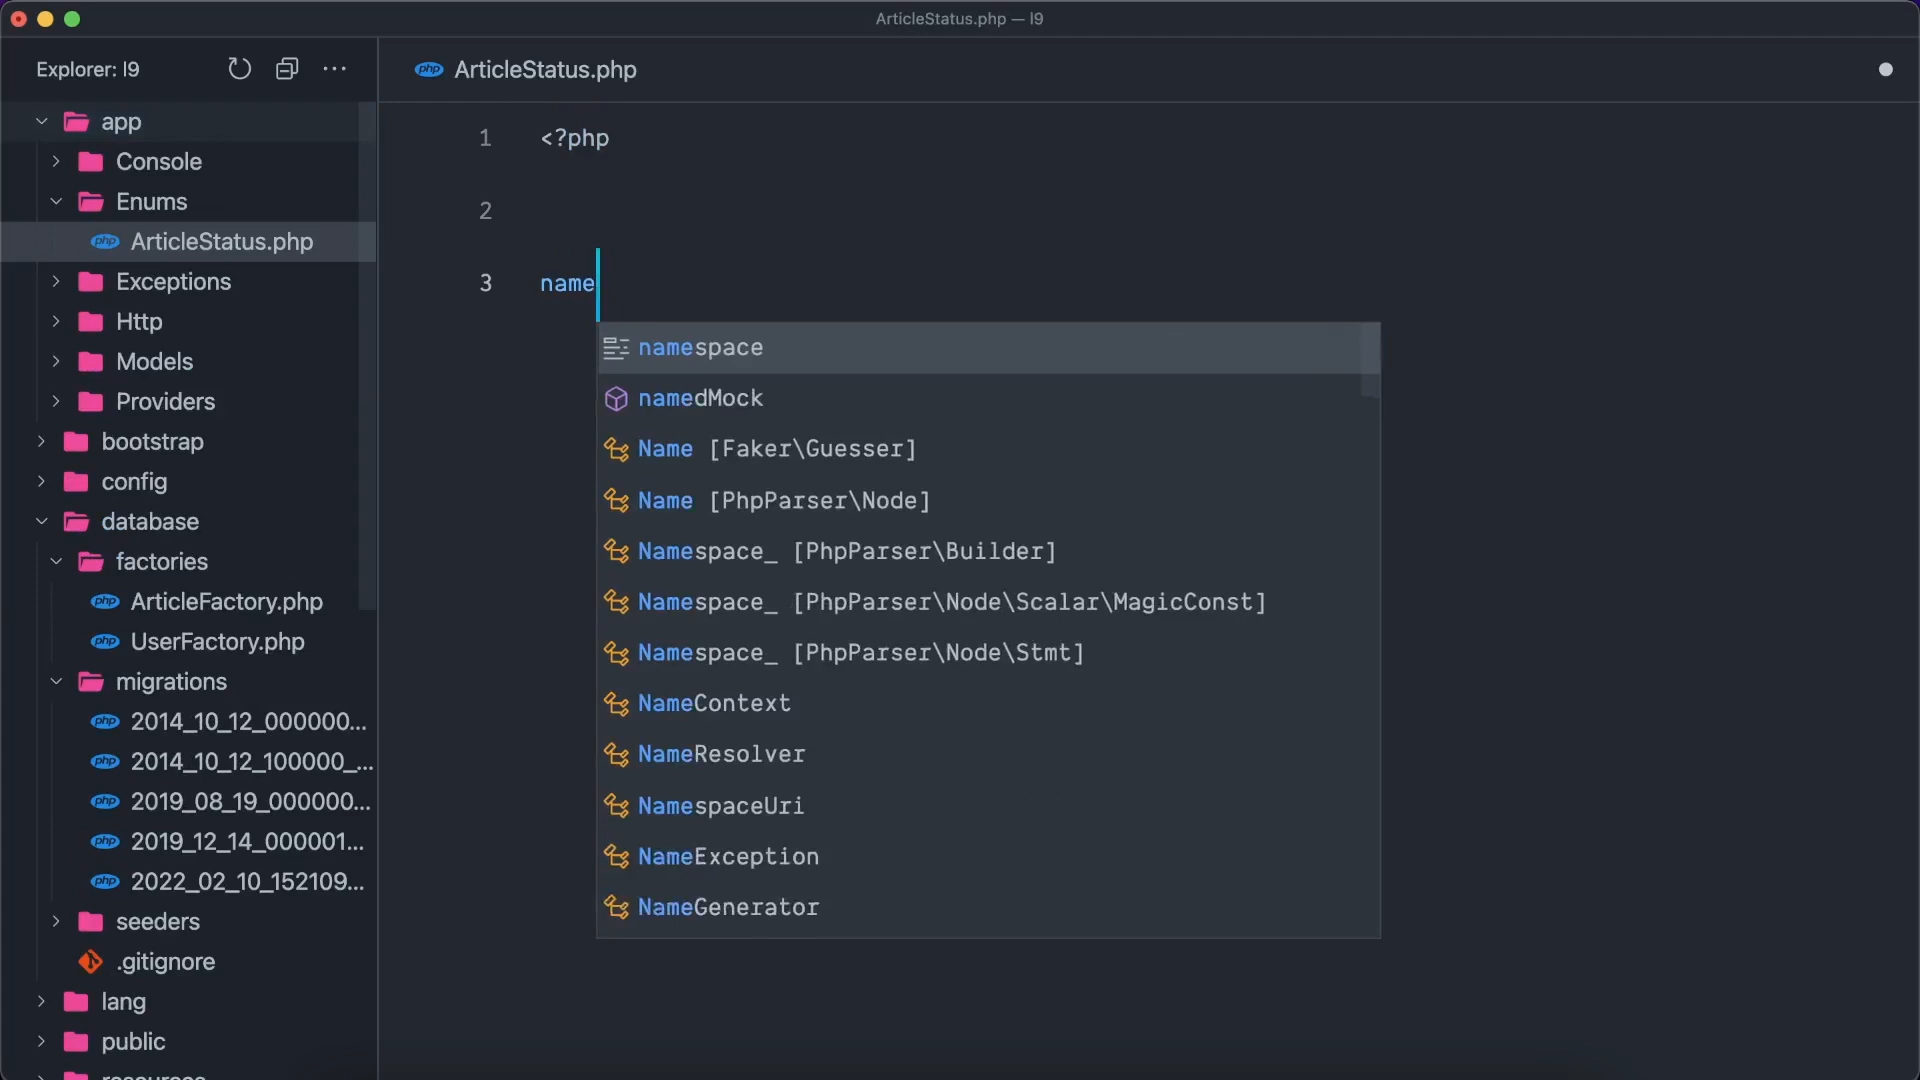 ArticleStatus.php — l9
Explorer: l9
ArticleStatus.php
app
Console
Enums
ArticleStatus.php
Exceptions
Http
Models
Providers
bootstrap
config
database
factories
ArticleFactory.php
UserFactory.php
migrations
2014_10_12_000000...
2014_10_12_100000_...
2019_08_19_000000...
2019_12_14_000001...
2022_02_10_152109...
seeders
.gitignore
lang
public
resources
1 <?php
2
3 name
namespace
namedMock
Name [Faker\Guesser]
Name [PhpParser\Node]
Namespace_ [PhpParser\Builder]
Namespace_ [PhpParser\Node\Scalar\MagicConst]
Namespace_ [PhpParser\Node\Stmt]
NameContext
NameResolver
NamespaceUri
NameException
NameGenerator